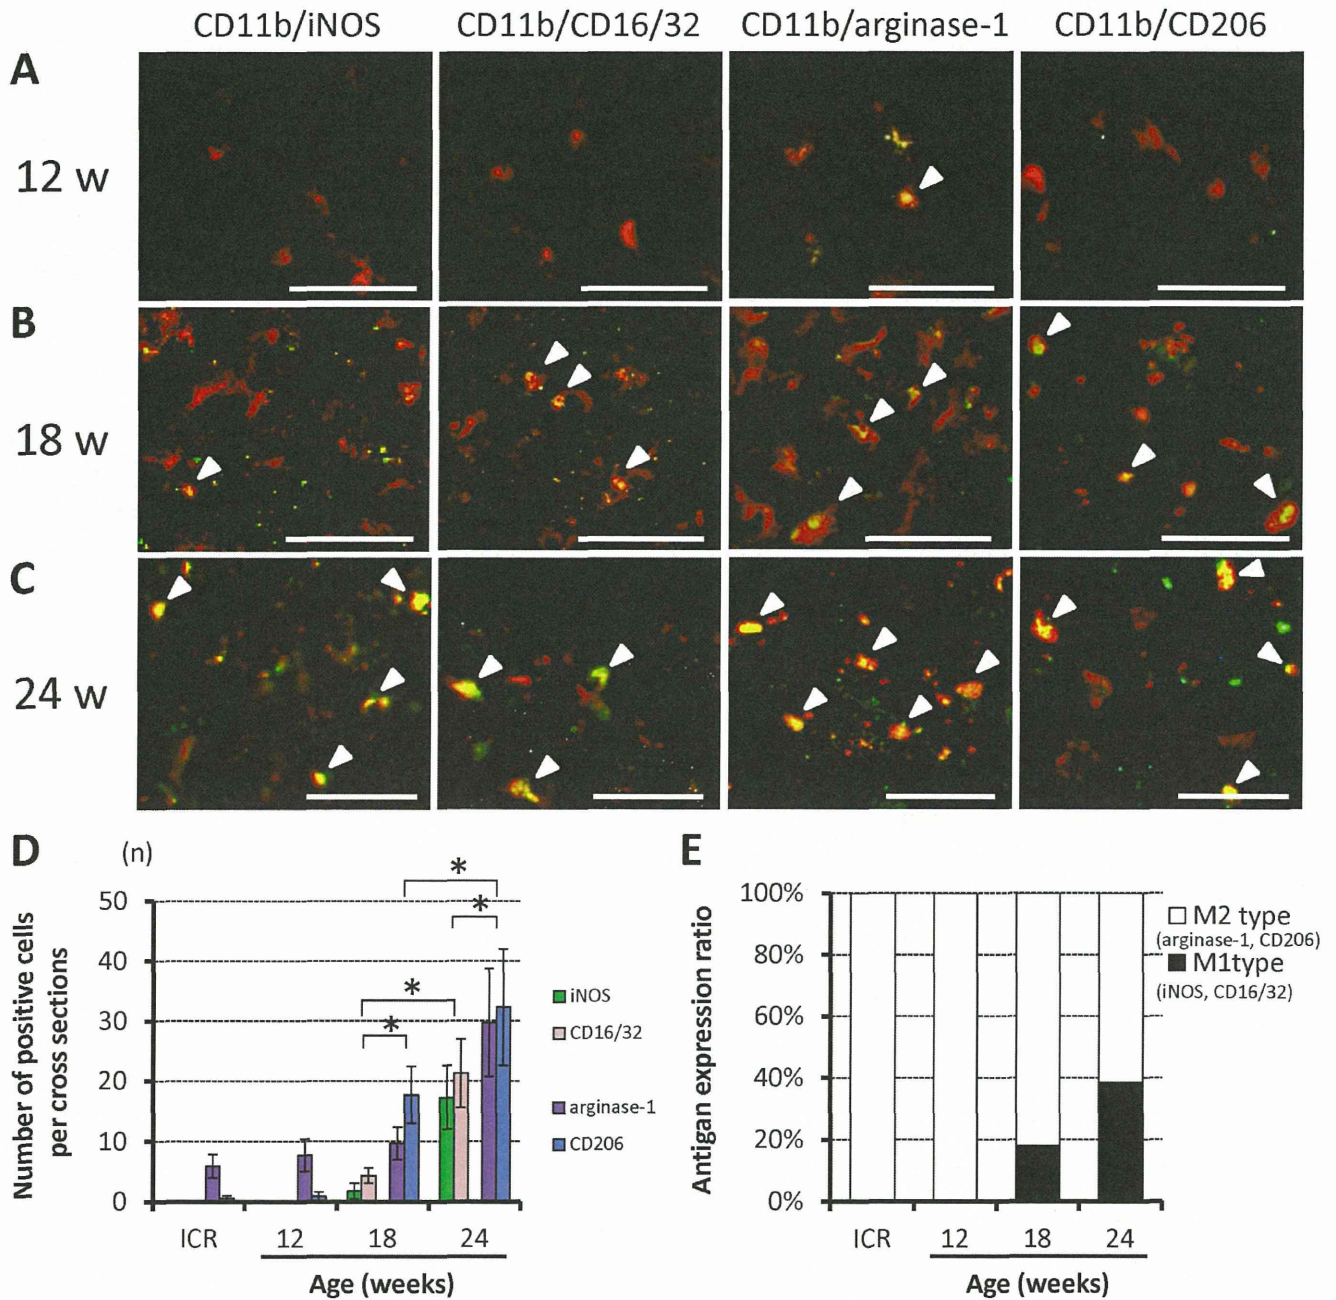 CD11b/iNOS CD11b/CD16/32 CD11b/arginase-1 CD11b/CD206
A
12 w
B
18 w
C
24 w
D
(n)
Number of positive cells
per cross sections
50
40
30
20
10
0
* 
*
*
*
iNOS
CD16/32
arginase-1
CD206
ICR 12 18 24
Age (weeks)
E
Antigan expression ratio
100%
80%
60%
40%
20%
0%
M2 type
(arginase-1, CD206)
M1type
(iNOS, CD16/32)
ICR 12 18 24
Age (weeks)